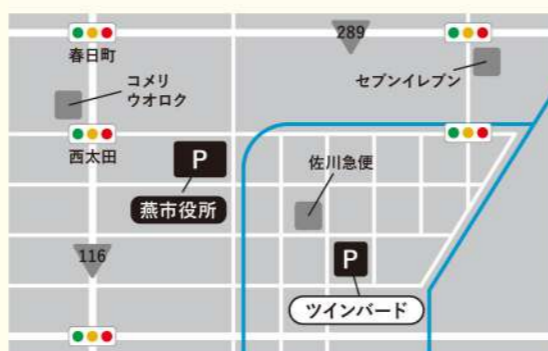 春日町
289
セブンイレブン
コメリ
ウオロク
西太田
P
佐川急便
燕市役所
116
P
ツインバード